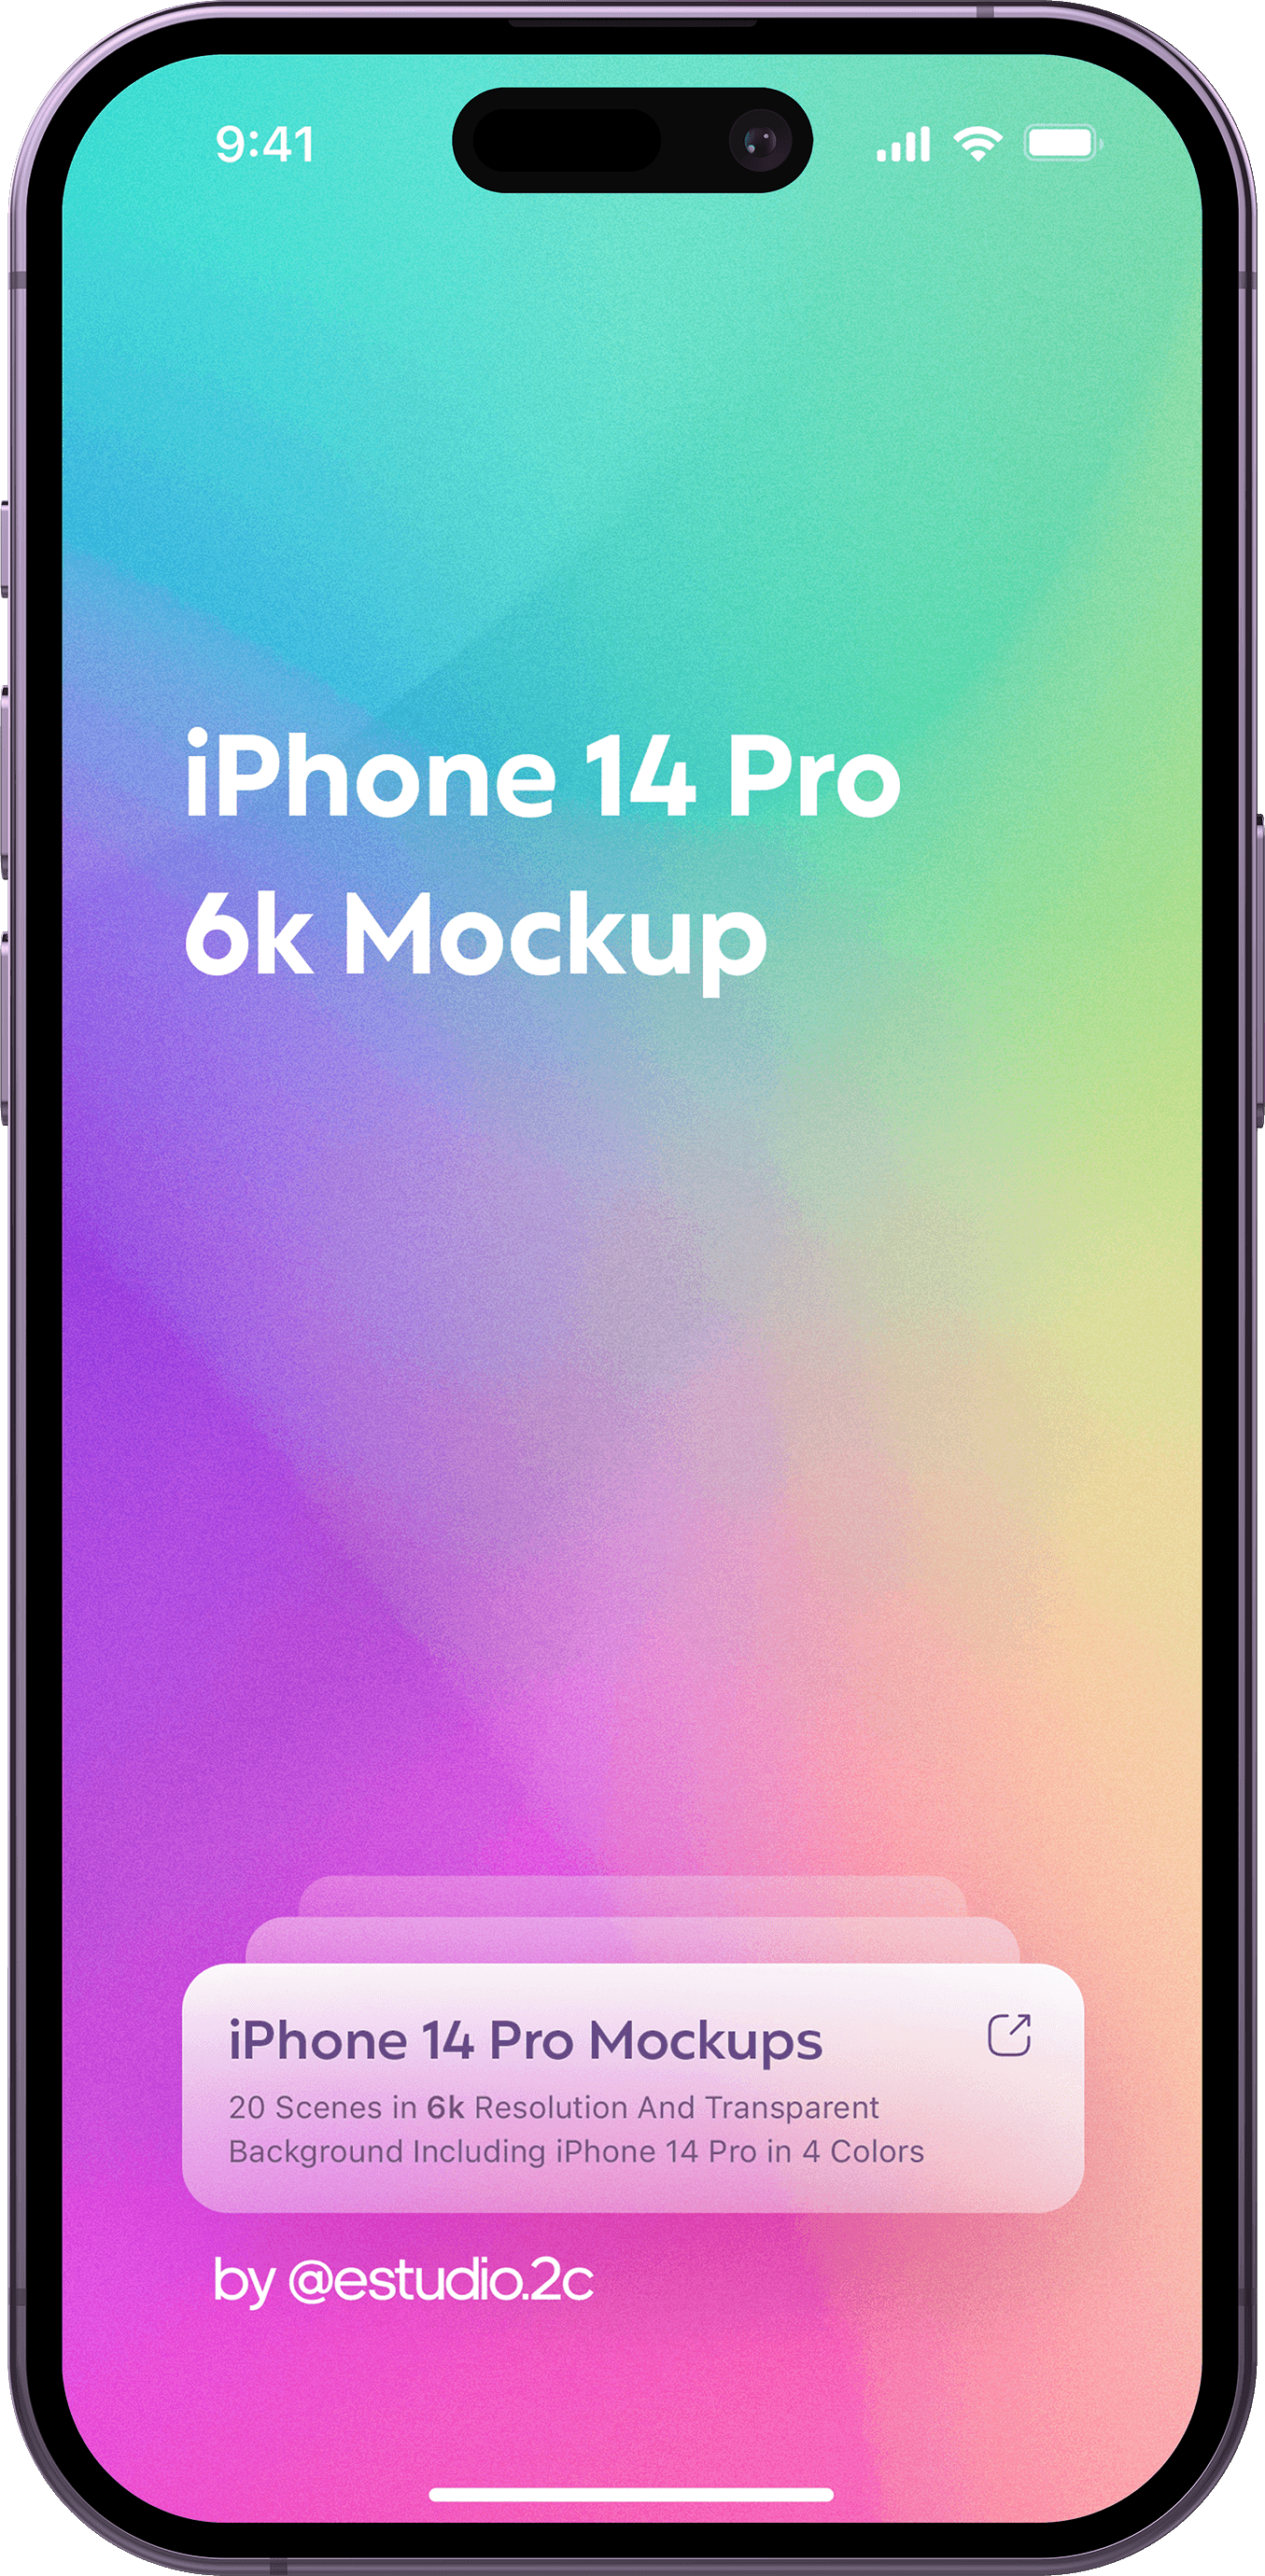 9:41
iPhone 14 Pro
6k Mockup
iPhone 14 Pro Mockups
20 Scenes in 6k Resolution And Transparent
Background Including iPhone 14 Pro in 4 Colors
by @estudio.2c